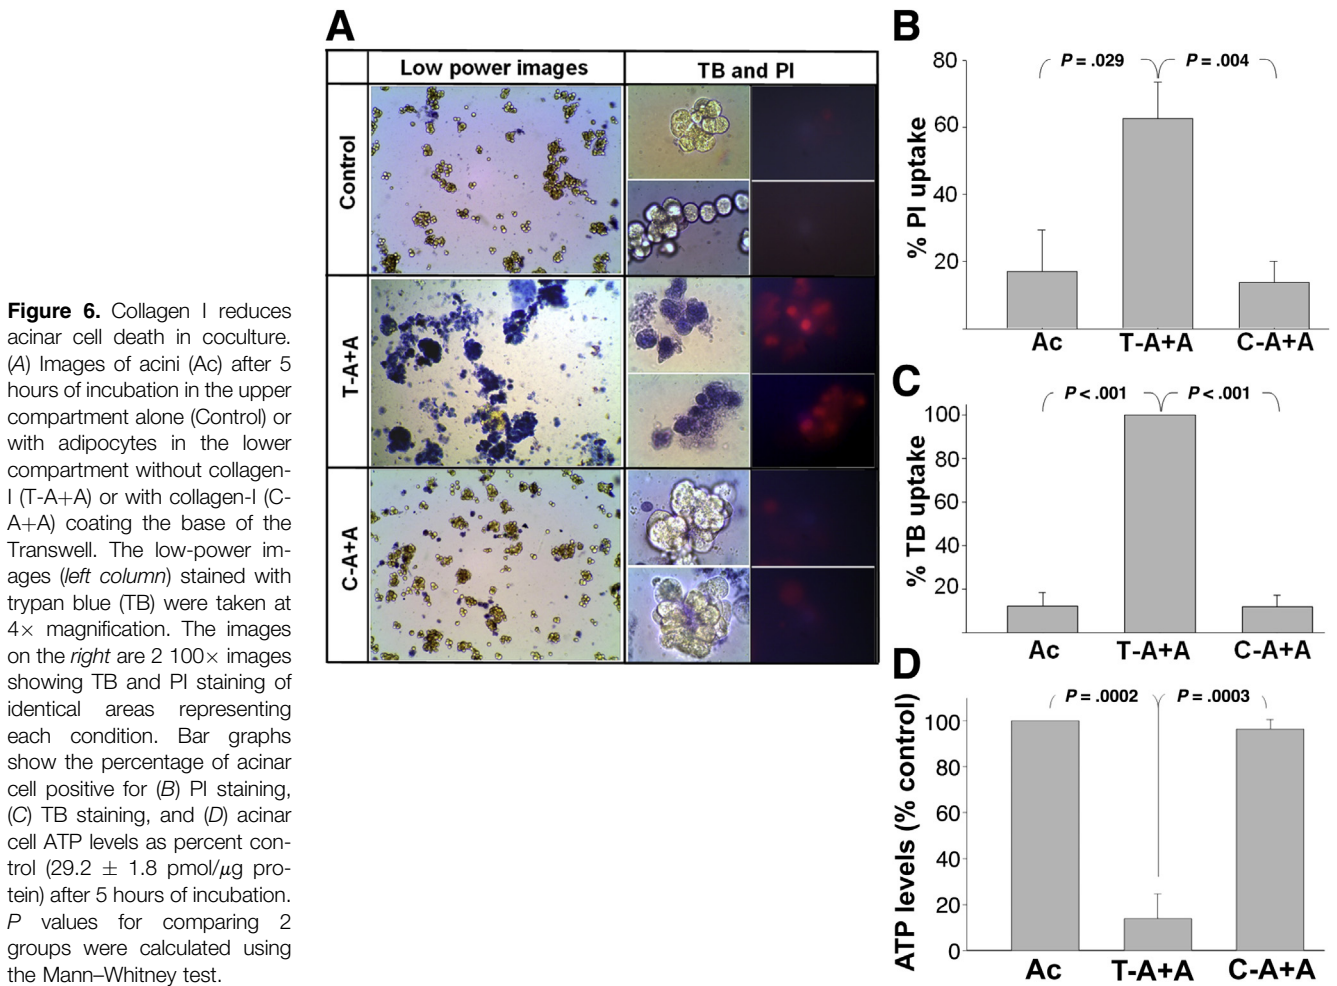 Figure 6. Collagen I reduces
acinar cell death in coculture.
(A) Images of acini (Ac) after 5
hours of incubation in the upper
compartment alone (Control) or
with adipocytes in the lower
compartment without collagen-
I (T-A+A) or with collagen-I (C-
A+A) coating the base of the
Transwell. The low-power im-
ages (left column) stained with
trypan blue (TB) were taken at
4× magnification. The images
on the right are 2 100× images
showing TB and PI staining of
identical areas representing
each condition. Bar graphs
show the percentage of acinar
cell positive for (B) PI staining,
(C) TB staining, and (D) acinar
cell ATP levels as percent con-
trol (29.2 ± 1.8 pmol/μg pro-
tein) after 5 hours of incubation.
P values for comparing 2
groups were calculated using
the Mann–Whitney test.
A
Low power images
TB and PI
Control
T-A+A
C-A+A
B
% PI uptake
80
60
40
20
P = .029
P = .004
Ac
T-A+A
C-A+A
C
% TB uptake
100
80
60
40
20
P < .001
P < .001
Ac
T-A+A
C-A+A
D
ATP levels (% control)
100
80
60
40
20
0
P = .0002
P = .0003
Ac
T-A+A
C-A+A